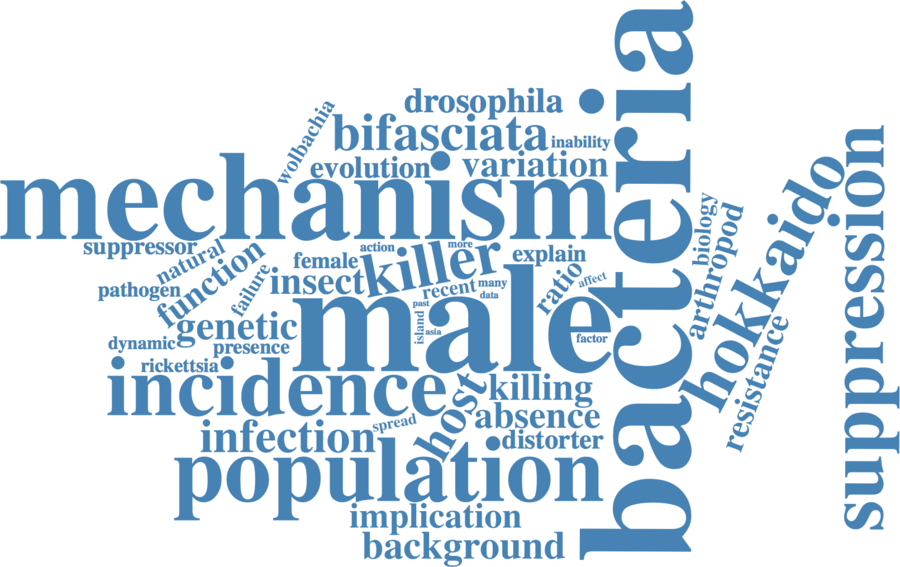 drosophila
wolbachia
bifasciata
inability
evolution
variation
mechanism
bacteria
suppressor
natural
function
pathogen
action
more
female
killer
explain
insect
failure
recent
many
data
ratio
affect
biology
arthropod
hokkaido
suppression
resistance
past
island
asia
male
factor
genetic
dynamic
presence
rickettsia
incidence
host
killing
absence
spread
infection
distorter
population
implication
background